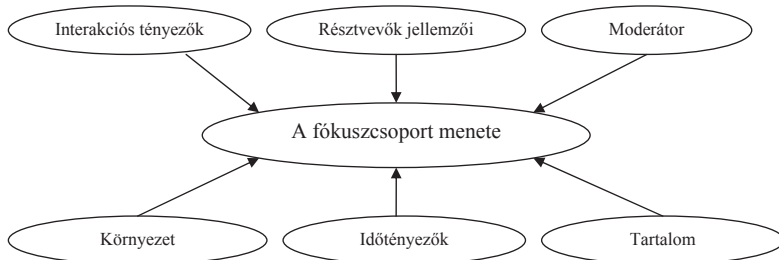 Interakciós tényezők
Résztvevők jellemzői
Moderátor
A fókuszcsoport menete
Környezet
Időtényezők
Tartalom